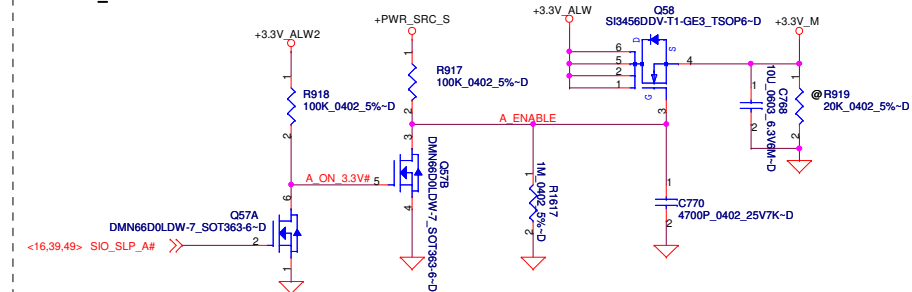 +3.3V_ALW
Q58
SI3456DDV-T1-GE3_TSOP6~D
+3.3V_M
+PWR_SRC_S
+3.3V_ALW2
D
S
G
6
5
2
1
4
3
1
R918
100K_0402_5%~D
2
1
R917
100K_0402_5%~D
2
1
C768
10U_0603_6.3V6M~D
2
1
@R919
20K_0402_5%~D
2
A_ENABLE
A_ON_3.3V#
5
3
4
Q57B
DMN66D0LDW-7_SOT363-6~D
1
R1617
1M_0402_5%~D
2
1
C770
4700P_0402_25V7K~D
2
Q57A
DMN66D0LDW-7_SOT363-6~D
6
2
1
<16,39,49> SIO_SLP_A#